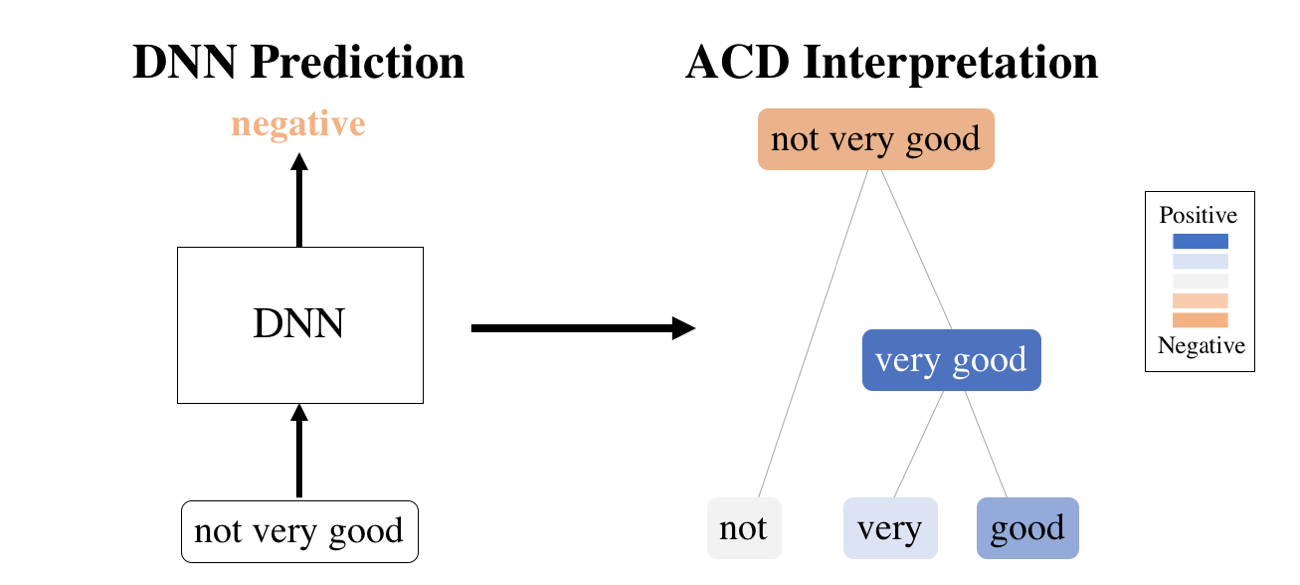 DNN Prediction
negative
DNN
not very good
ACD Interpretation
not very good
very good
not
very
good
Positive
Negative